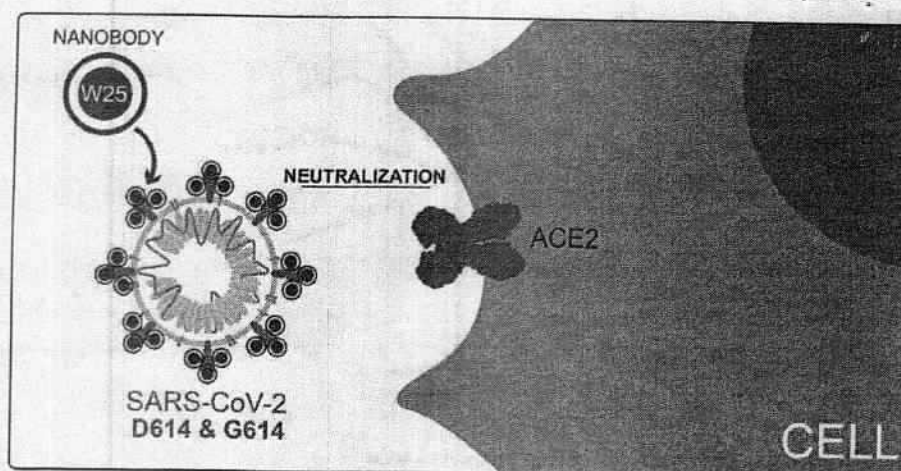 NANOBODY
W25
NEUTRALIZATION
ACE2
SARS-CoV-2
D614 & G614
CELL